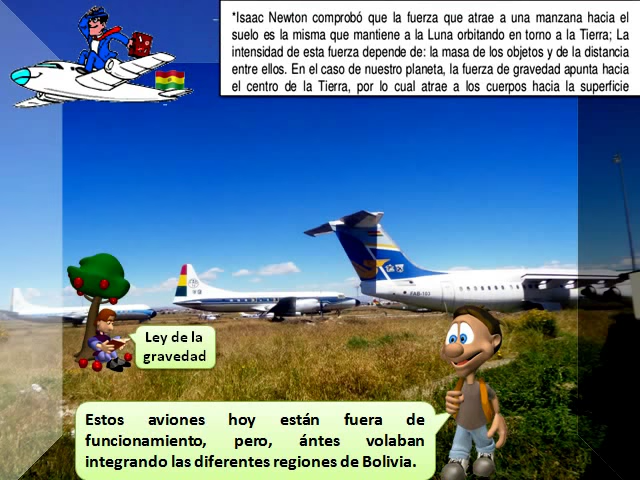 *Isaac Newton comprobó que la fuerza que atrae a una manzana hacia el
suelo es la misma que mantiene a la Luna orbitando en torno a la Tierra; La
intensidad de esta fuerza depende de: la masa de los objetos y de la distancia
entre ellos. En el caso de nuestro planeta, la fuerza de gravedad apunta hacia
el centro de la Tierra, por lo cual atrae a los cuerpos hacia la superficie
FAB-103
Ley de la
gravedad
Estos aviones hoy están fuera de
funcionamiento, pero, ántes volaban
integrando las diferentes regiones de Bolivia.